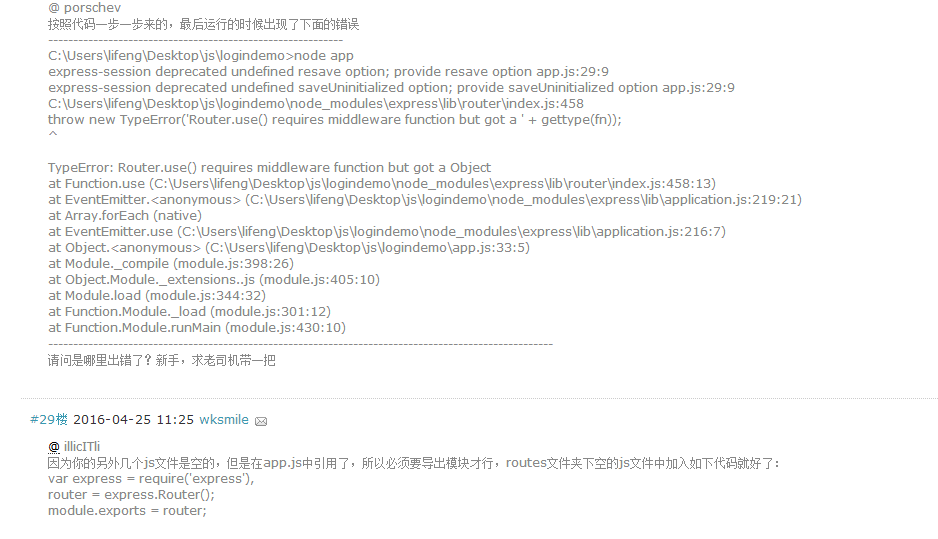 @ porschev
按照代码一步一步来的，最后运行的时候出现了下面的错误
--------------------------------------------------------------------
C:\Users\lifeng\Desktop\js\logindemo>node app
express-session deprecated undefined resave option; provide resave option app.js:29:9
express-session deprecated undefined saveUninitialized option; provide saveUninitialized option app.js:29:9
C:\Users\lifeng\Desktop\js\logindemo\node_modules\express\lib\router\index.js:458
throw new TypeError('Router.use() requires middleware function but got a ' + gettype(fn));
^
TypeError: Router.use() requires middleware function but got a Object
at Function.use (C:\Users\lifeng\Desktop\js\logindemo\node_modules\express\lib\router\index.js:458:13)
at EventEmitter.<anonymous> (C:\Users\lifeng\Desktop\js\logindemo\node_modules\express\lib\application.js:219:21)
at Array.forEach (native)
at EventEmitter.use (C:\Users\lifeng\Desktop\js\logindemo\node_modules\express\lib\application.js:216:7)
at Object.<anonymous> (C:\Users\lifeng\Desktop\js\logindemo\app.js:33:5)
at Module._compile (module.js:398:26)
at Object.Module._extensions..js (module.js:405:10)
at Module.load (module.js:344:32)
at Function.Module._load (module.js:301:12)
at Function.Module.runMain (module.js:430:10)
-----------------------------------------------------------------------------------------------------
请问是哪里出错了？新手，求老司机带一把
#29楼 2016-04-25 11:25 wksmile
@ illicITli
因为你的另外几个js文件是空的，但是在app.js中引用了，所以必须要导出模块才行，routes文件夹下空的js文件中加入如下代码就好了：
var express = require('express'),
router = express.Router();
module.exports = router;